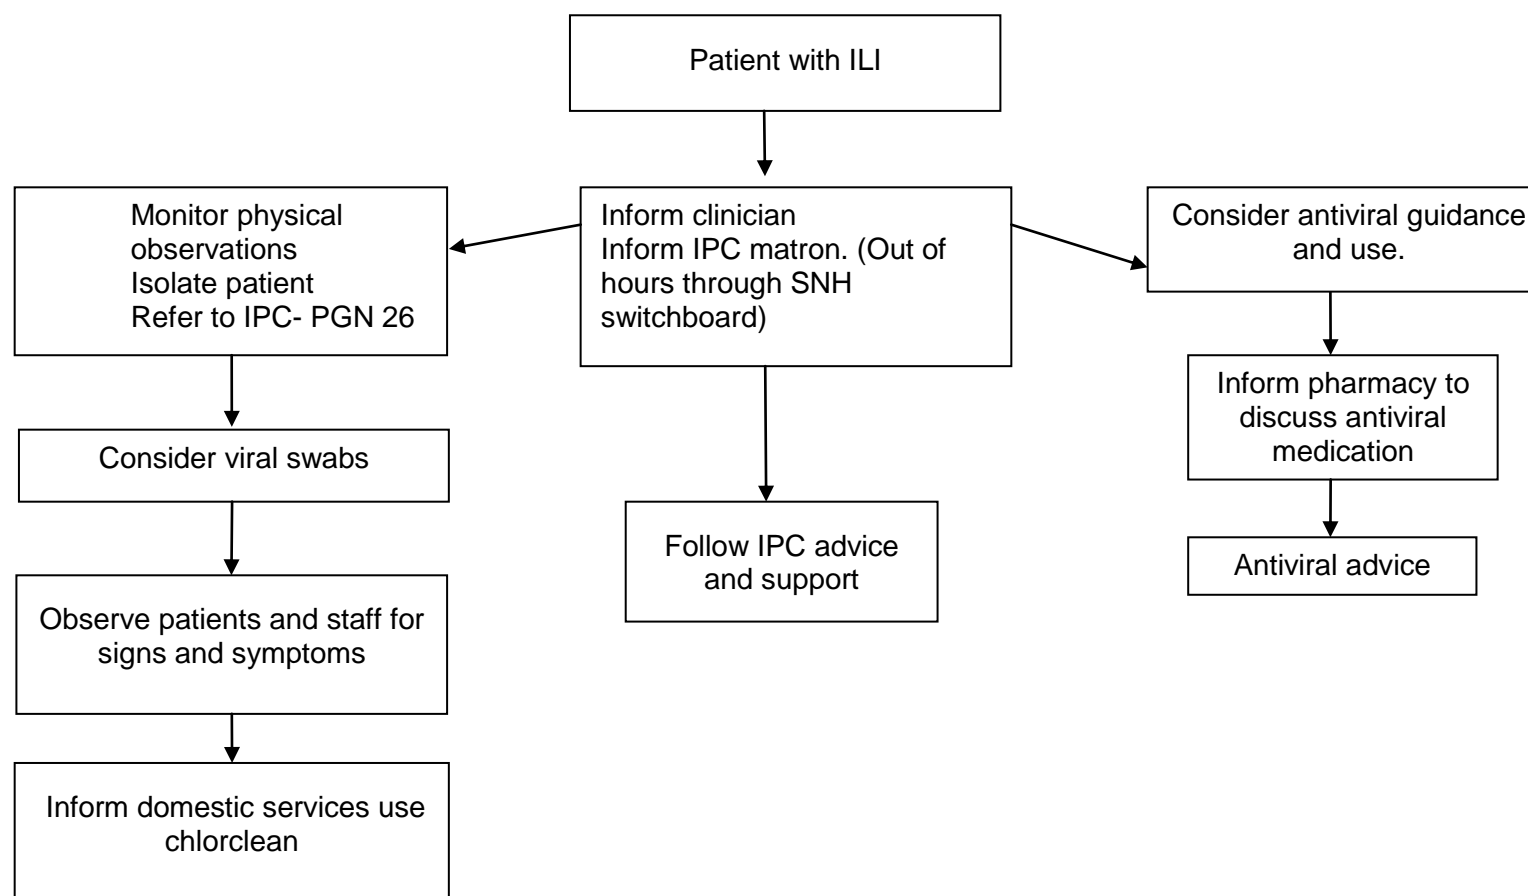 Patient with ILI
Monitor physical
observations
Isolate patient
Refer to IPC- PGN 26
Inform clinician
Inform IPC matron. (Out of
hours through SNH
switchboard)
Consider antiviral guidance
and use.
Inform pharmacy to
discuss antiviral
medication
Consider viral swabs
Follow IPC advice
and support
Antiviral advice
Observe patients and staff for
signs and symptoms
Inform domestic services use
chlorclean